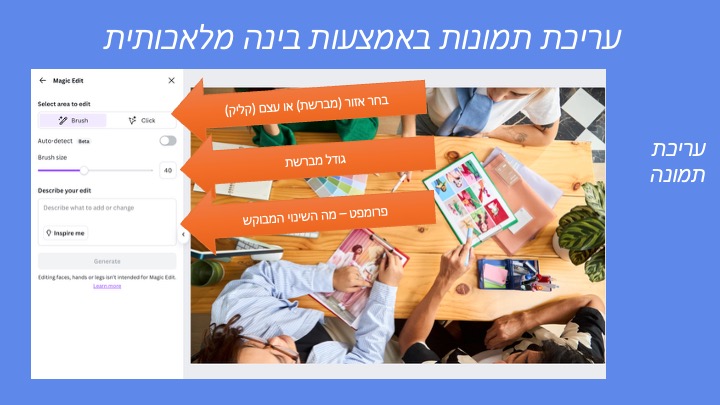 עריכת תמונות באמצעות בינה מלאכותית
← Magic Edit ×
Select area to edit
Brush Click
Auto-detect Beta
Brush size
40
Describe your edit
Describe what to add or change
Inspire me
Generate
Editing faces, hands or legs isn't intended for Magic Edit.
Learn more
בחר אזור (מברשת) או עצם (קליק)
גודל מברשת
פרומפט – מה השינוי המבוקש
עריכת
תמונה